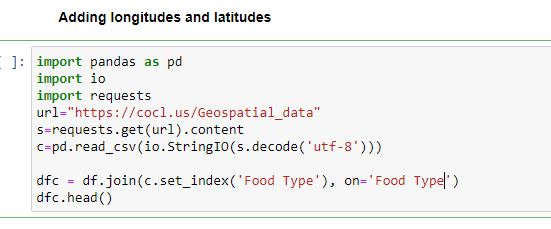 Adding longitudes and latitudes
[ ]: import pandas as pd
import io
import requests
url="https://cocl.us/Geospatial_data"
s=requests.get(url).content
c=pd.read_csv(io.StringIO(s.decode('utf-8')))
dfc = df.join(c.set_index('Food Type'), on='Food Type')
dfc.head()